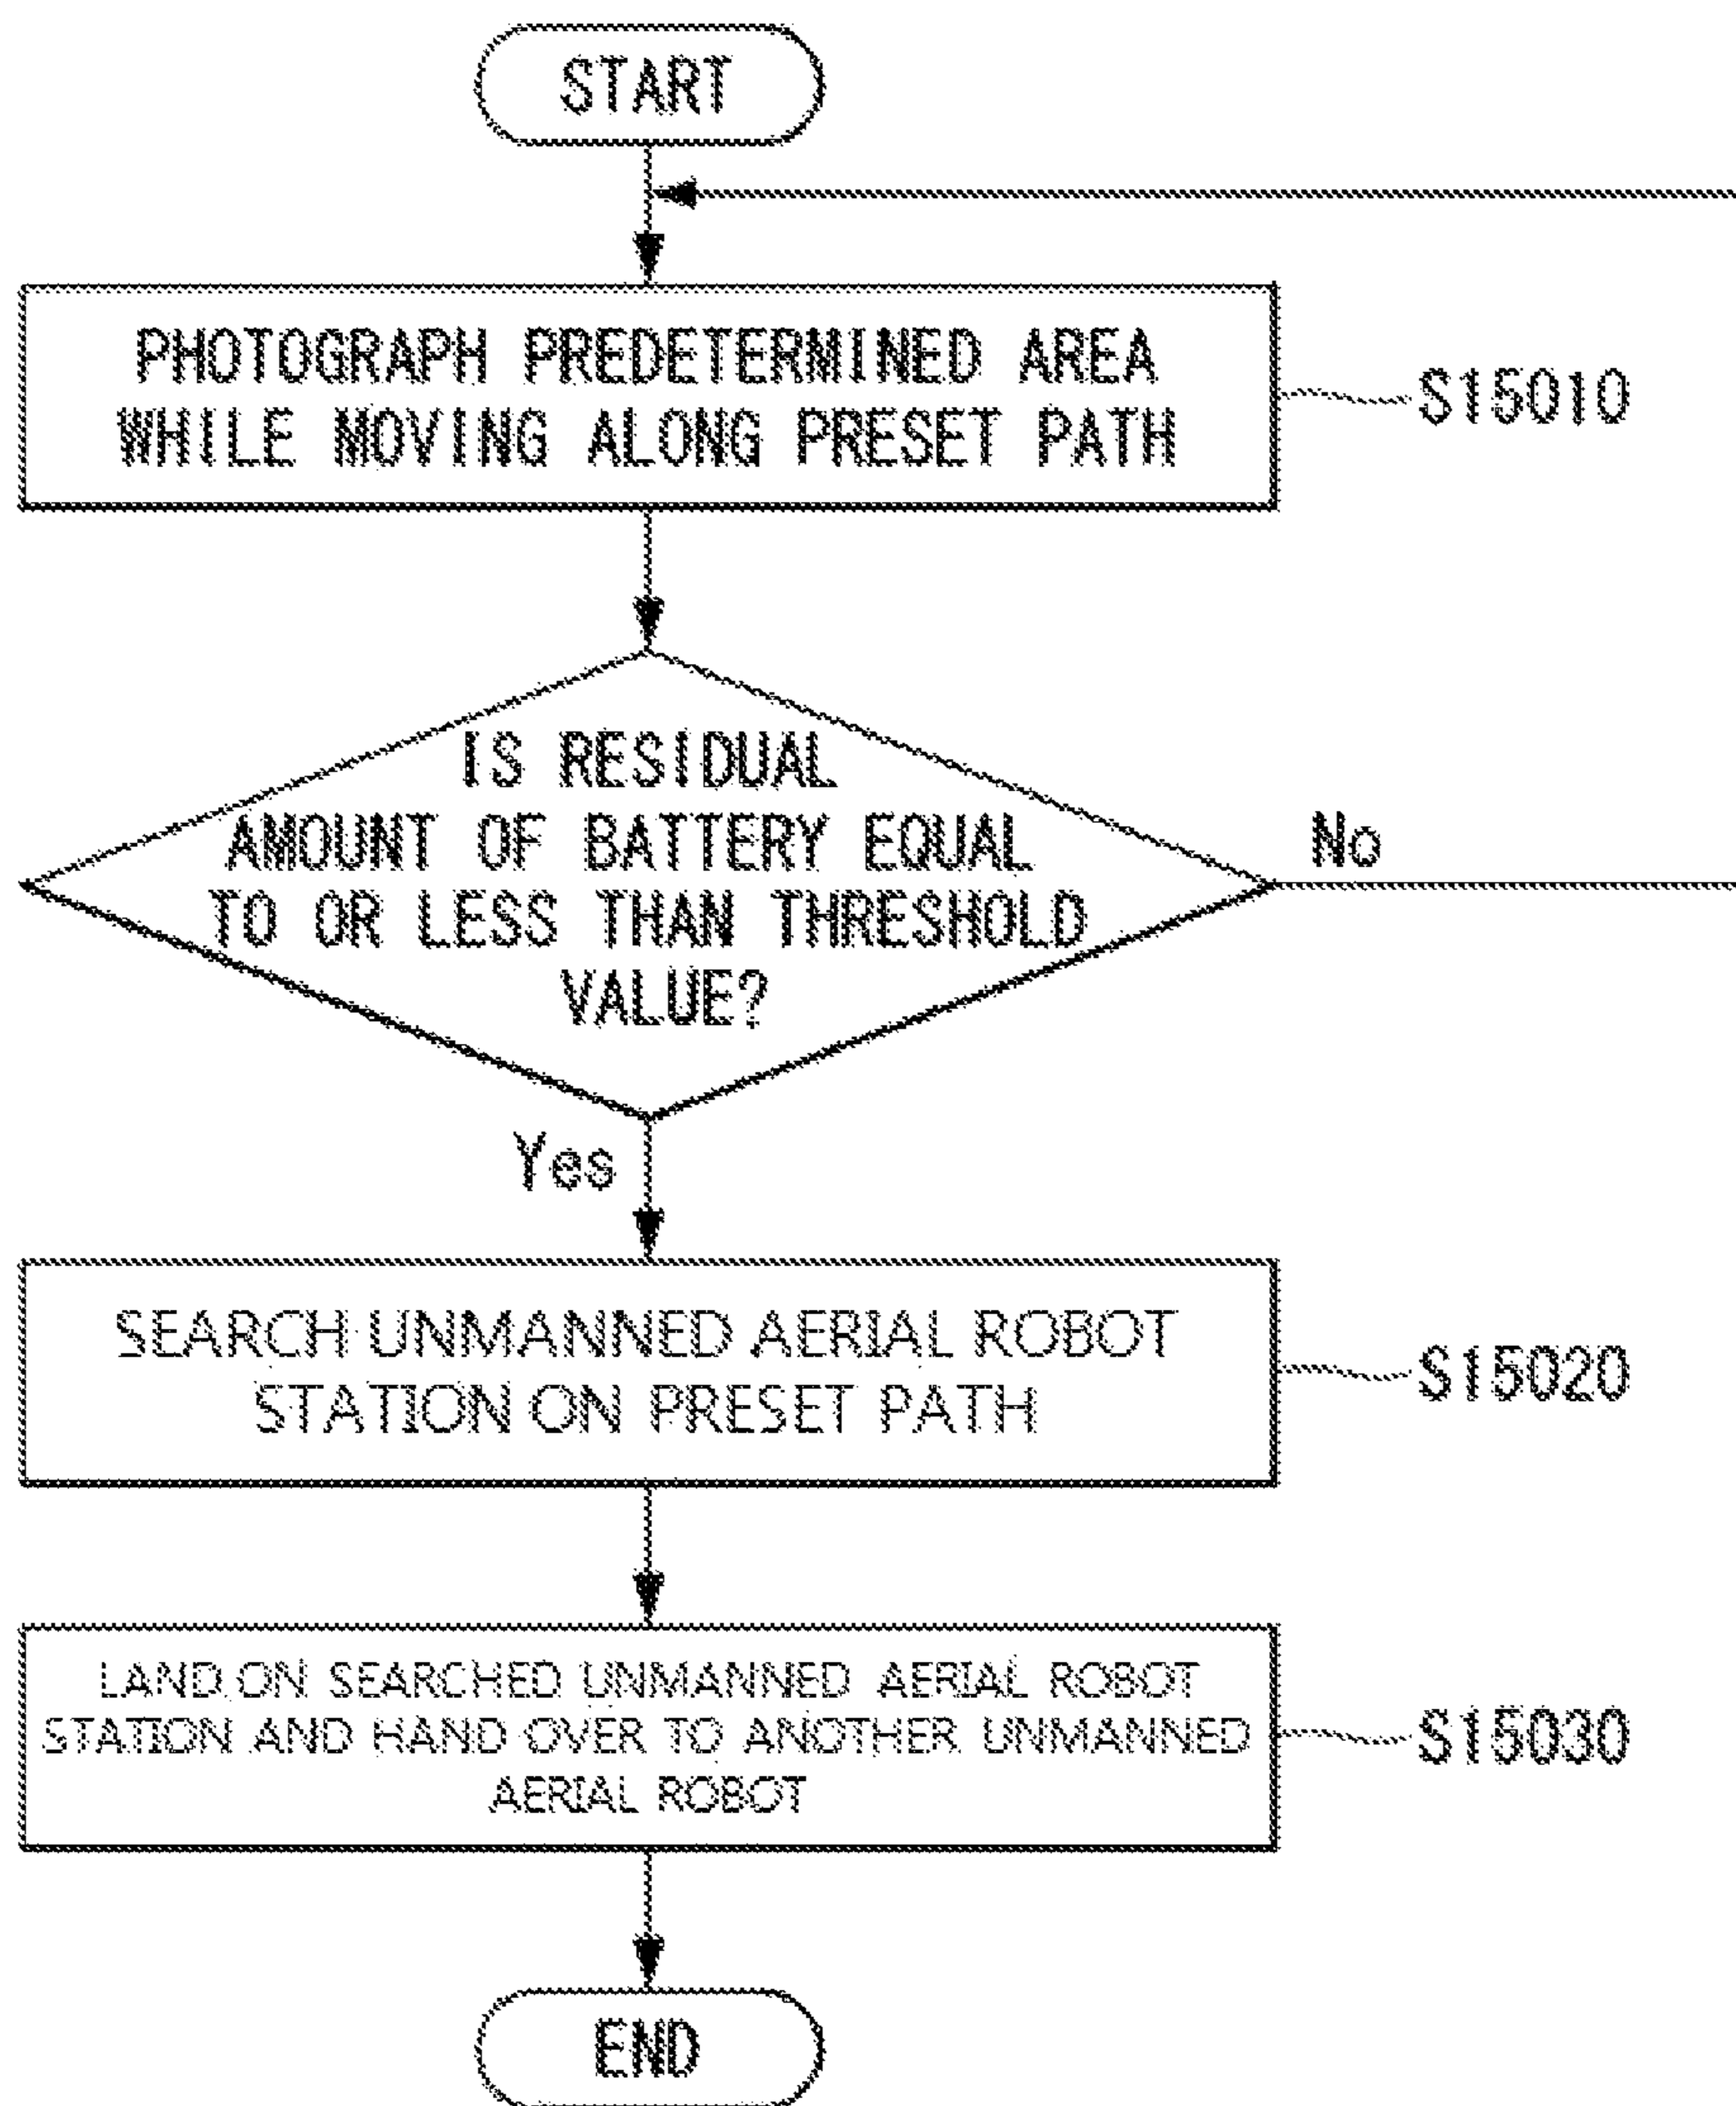 START
PHOTOGRAPH PREDETERMINED AREA
WHILE MOVING ALONG PRESET PATH
S15010
IS RESIDUAL
AMOUNT OF BATTERY EQUAL
TO OR LESS THAN THRESHOLD
VALUE?
No
Yes
SEARCH UNMANNED AERIAL ROBOT
STATION ON PRESET PATH
S15020
LAND ON SEARCHED UNMANNED AERIAL ROBOT
STATION AND HAND OVER TO ANOTHER UNMANNED
AERIAL ROBOT
S15030
END